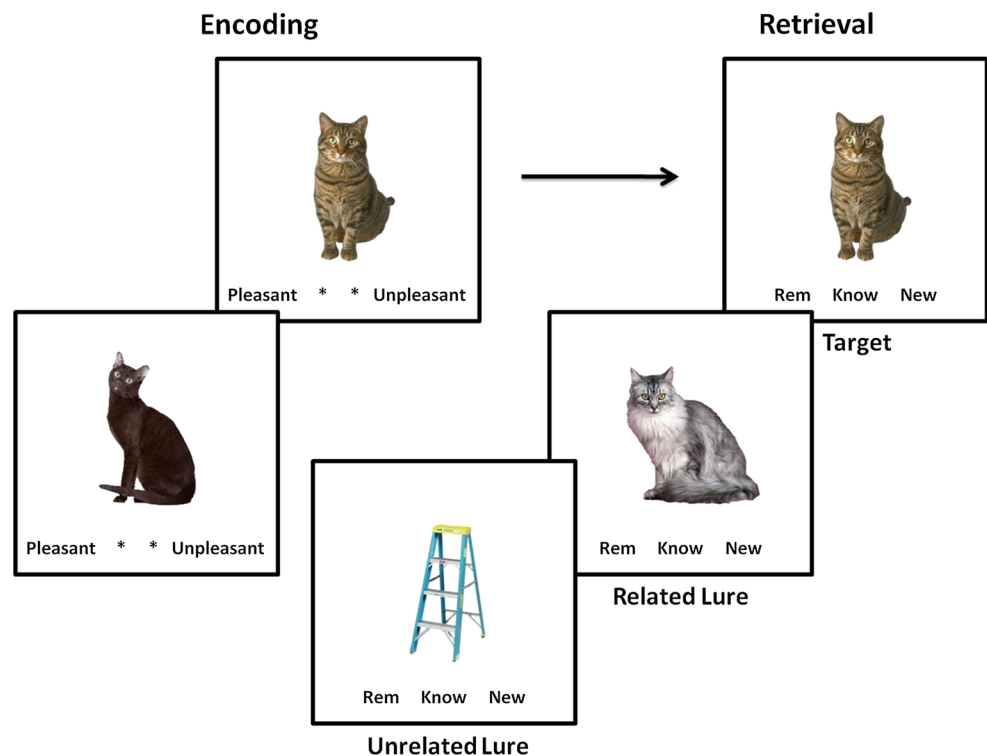 Encoding
Retrieval
Pleasant * * Unpleasant
Rem Know New
Target
Pleasant * * Unpleasant
Rem Know New
Related Lure
Rem Know New
Unrelated Lure